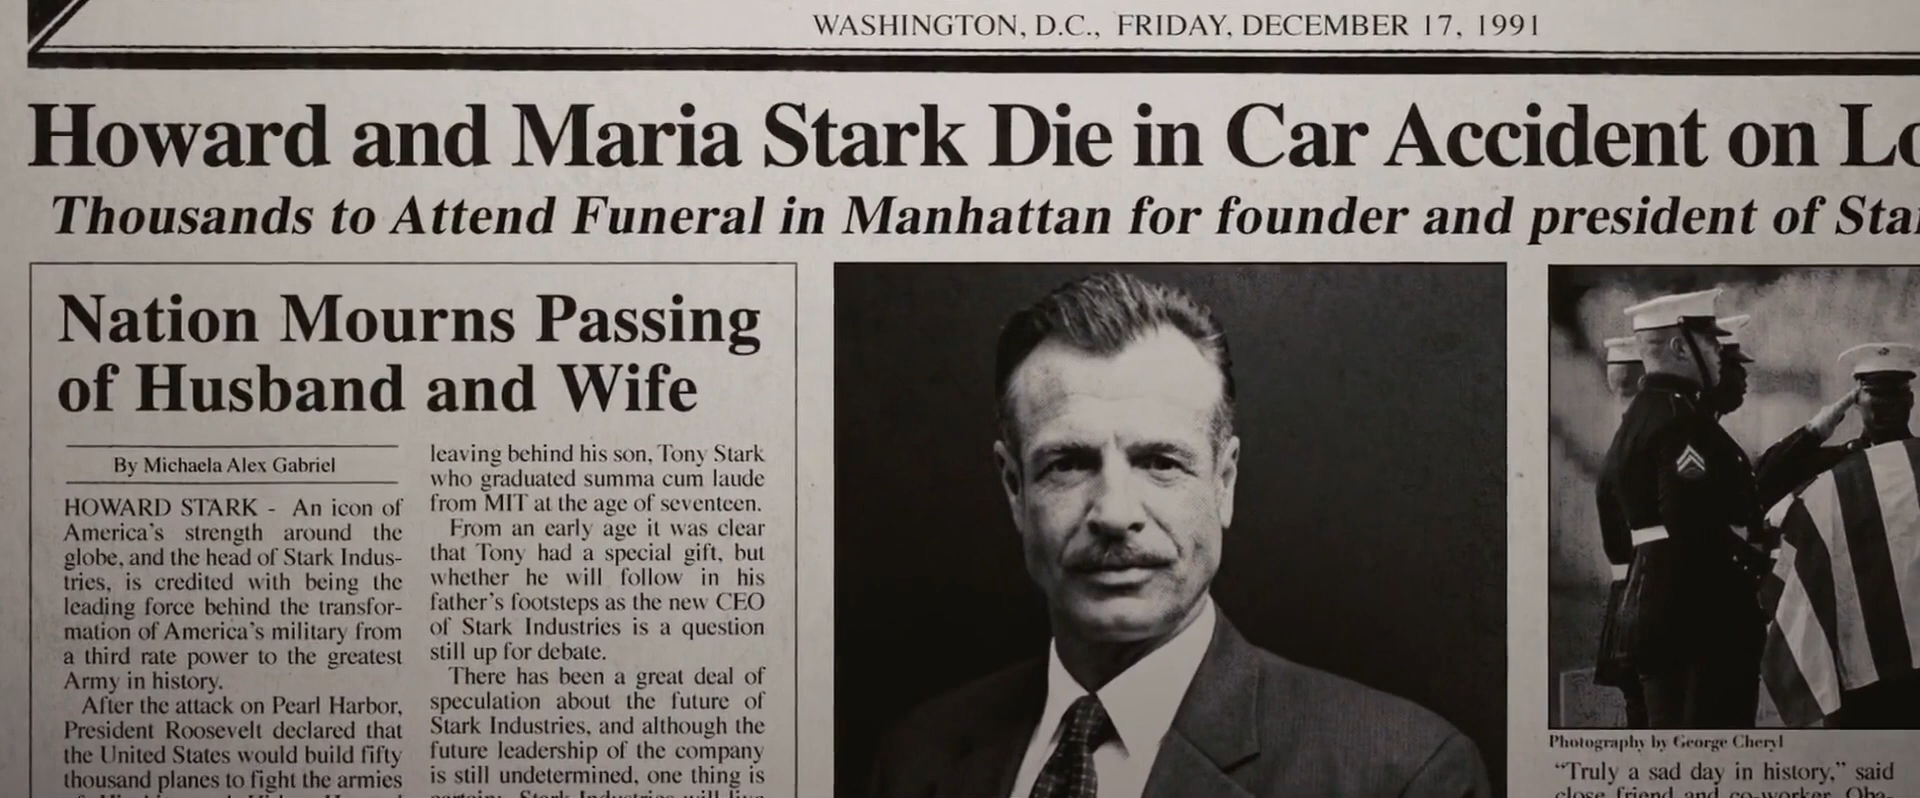 WASHINGTON, D.C., FRIDAY, DECEMBER 17, 1991
Howard and Maria Stark Die in Car Accident on Lo
Thousands to Attend Funeral in Manhattan for founder and president of Star
Nation Mourns Passing
of Husband and Wife
By Michaela Alex Gabriel
HOWARD STARK - An icon of
America's strength around the
globe, and the head of Stark Indus-
tries, is credited with being the
leading force behind the transfor-
mation of America's military from
a third rate power to the greatest
Army in history.
After the attack on Pearl Harbor,
President Roosevelt declared that
the United States would build fifty
thousand planes to fight the armies
leaving behind his son, Tony Stark
who graduated summa cum laude
from MIT at the age of seventeen.
From an early age it was clear
that Tony had a special gift, but
whether he will follow in his
father's footsteps as the new CEO
of Stark Industries is a question
still up for debate.
There has been a great deal of
speculation about the future of
Stark Industries, and although the
future leadership of the company
is still undetermined, one thing is
Photography by George Cheryl
"Truly a sad day in history," said
close friend and co-worker, Oba-